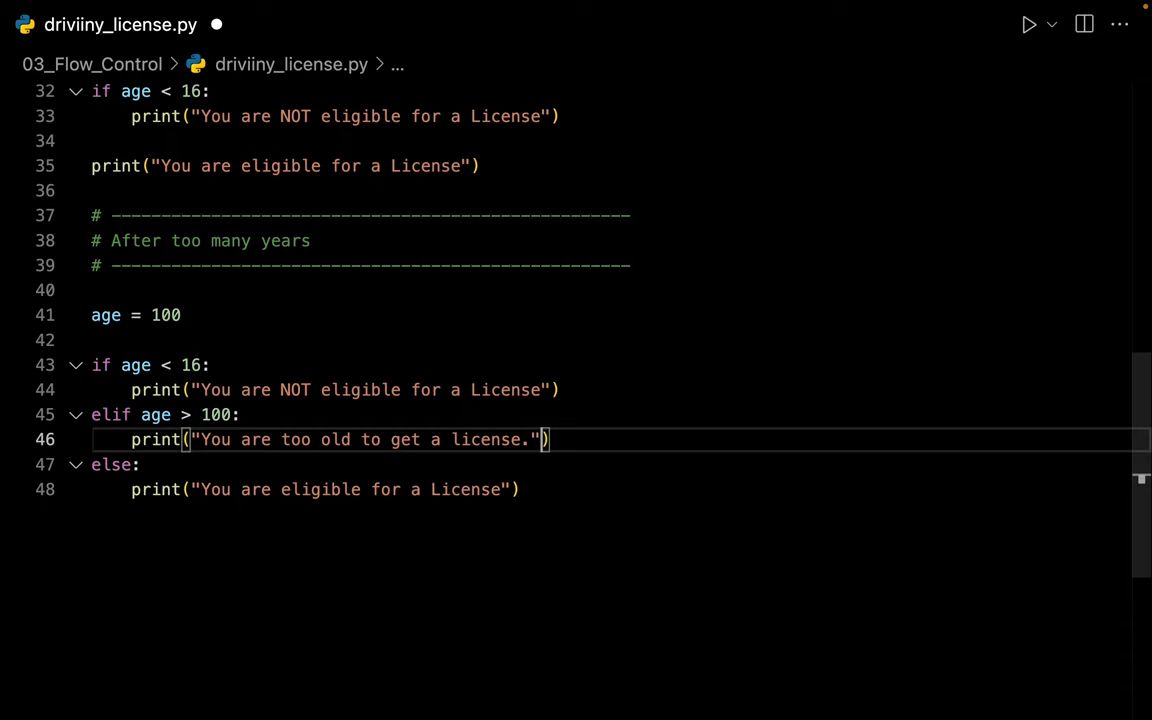 driviiny_license.py
03_Flow_Control > driviiny_license.py > ...
32 if age < 16:
33 print("You are NOT eligible for a License")
34
35 print("You are eligible for a License")
36
37 # ----------------------------------------------------
38 # After too many years
39 # ----------------------------------------------------
40
41 age = 100
42
43 if age < 16:
44 print("You are NOT eligible for a License")
45 elif age > 100:
46 print("You are too old to get a license.")
47 else:
48 print("You are eligible for a License")